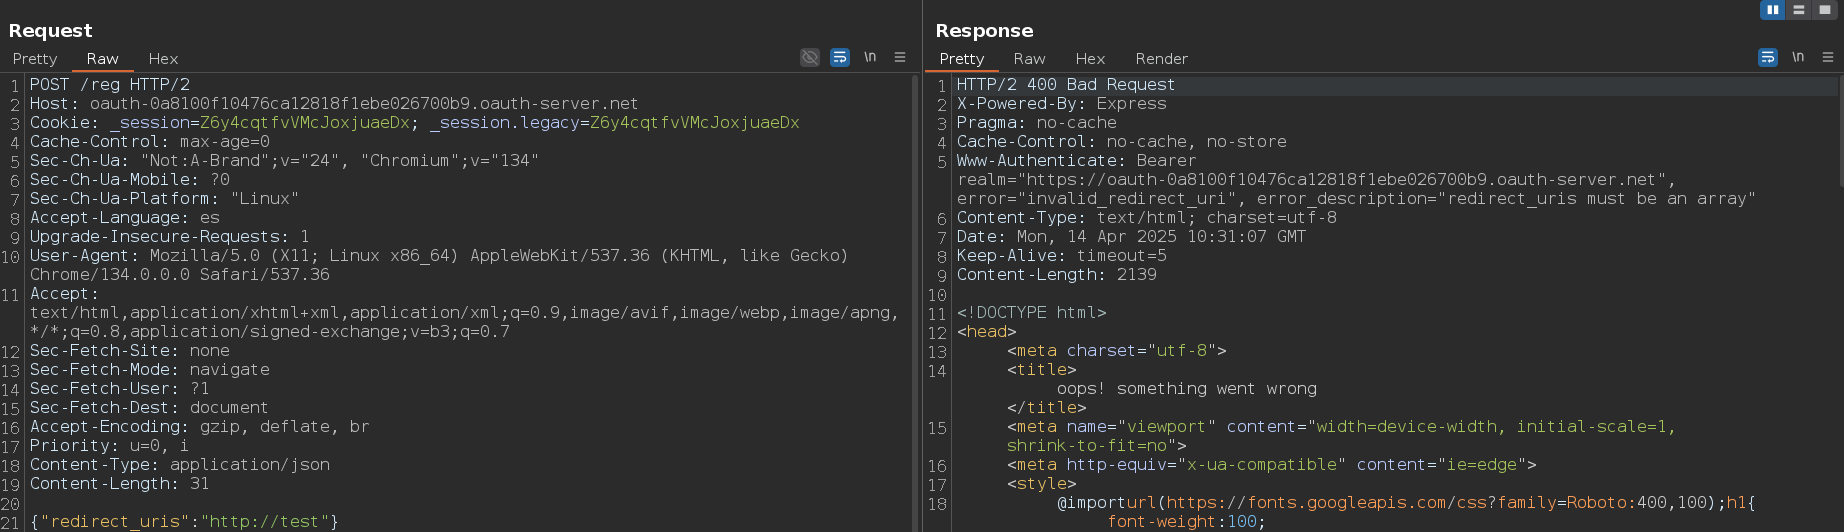 Request
Pretty Raw Hex
\n
1 POST /reg HTTP/2
2 Host: oauth-0a8100f10476ca12818f1ebe026700b9.oauth-server.net
3 Cookie: _session=Z6y4cqtfvVMcJoxjuaeDx; _session.legacy=Z6y4cqtfvVMcJoxjuaeDx
4 Cache-Control: max-age=0
5 Sec-Ch-Ua: "Not:A-Brand";v="24", "Chromium";v="134"
6 Sec-Ch-Ua-Mobile: ?0
7 Sec-Ch-Ua-Platform: "Linux"
8 Accept-Language: es
9 Upgrade-Insecure-Requests: 1
10 User-Agent: Mozilla/5.0 (X11; Linux x86_64) AppleWebKit/537.36 (KHTML, like Gecko)
Chrome/134.0.0.0 Safari/537.36
11 Accept:
text/html,application/xhtml+xml,application/xml;q=0.9,image/avif,image/webp,image/apng,
*/*;q=0.8,application/signed-exchange;v=b3;q=0.7
12 Sec-Fetch-Site: none
13 Sec-Fetch-Mode: navigate
14 Sec-Fetch-User: ?1
15 Sec-Fetch-Dest: document
16 Accept-Encoding: gzip, deflate, br
17 Priority: u=0, i
18 Content-Type: application/json
19 Content-Length: 31
20
21 {"redirect_uris":"http://test"}
Response
Pretty Raw Hex Render
\n
1 HTTP/2 400 Bad Request
2 X-Powered-By: Express
3 Pragma: no-cache
4 Cache-Control: no-cache, no-store
5 Www-Authenticate: Bearer
realm="https://oauth-0a8100f10476ca12818f1ebe026700b9.oauth-server.net",
error="invalid_redirect_uri", error_description="redirect_uris must be an array"
6 Content-Type: text/html; charset=utf-8
7 Date: Mon, 14 Apr 2025 10:31:07 GMT
8 Keep-Alive: timeout=5
9 Content-Length: 2139
10
11 <!DOCTYPE html>
12 <head>
13 <meta charset="utf-8">
14 <title>
oops! something went wrong
</title>
15 <meta name="viewport" content="width=device-width, initial-scale=1,
shrink-to-fit=no">
16 <meta http-equiv="x-ua-compatible" content="ie=edge">
17 <style>
18 @importurl(https://fonts.googleapis.com/css?family=Roboto:400,100);h1{
font-weight:100;